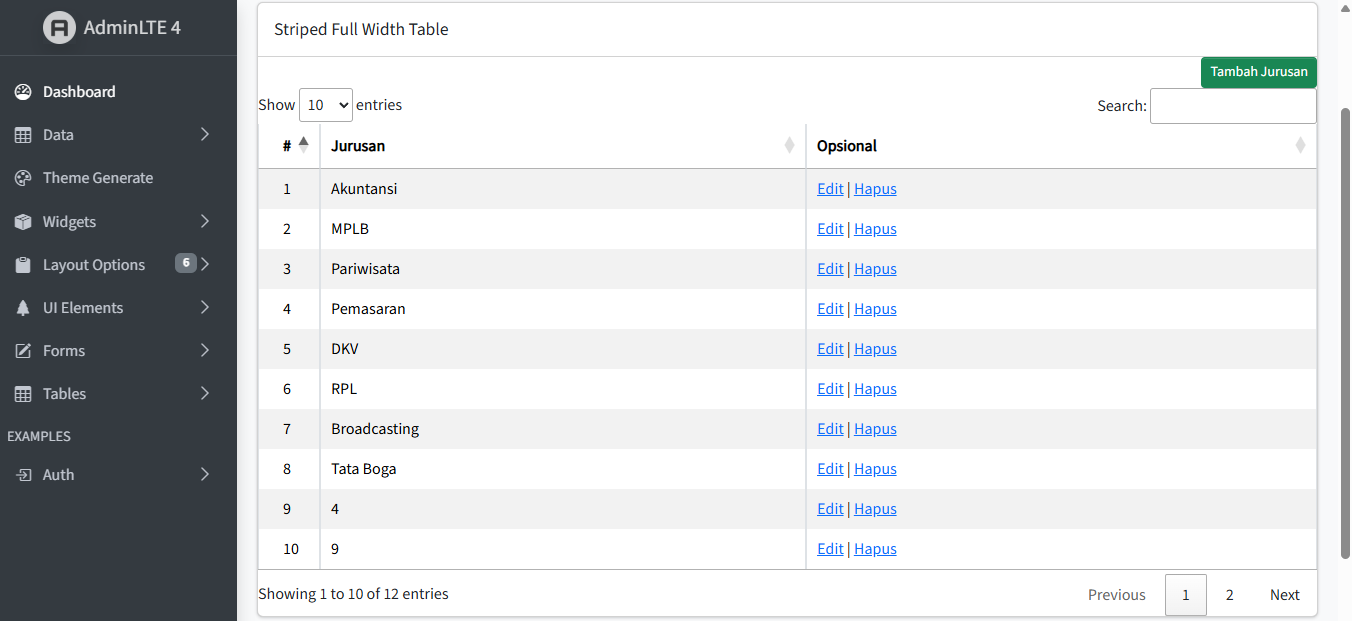 AdminLTE 4
Dashboard
Data
Theme Generate
Widgets
Layout Options 6
UI Elements
Forms
Tables
EXAMPLES
Auth
Striped Full Width Table
Tambah Jurusan
Show 10 entries
Search:
# Jurusan Opsional
1 Akuntansi Edit | Hapus
2 MPLB Edit | Hapus
3 Pariwisata Edit | Hapus
4 Pemasaran Edit | Hapus
5 DKV Edit | Hapus
6 RPL Edit | Hapus
7 Broadcasting Edit | Hapus
8 Tata Boga Edit | Hapus
9 4 Edit | Hapus
10 9 Edit | Hapus
Showing 1 to 10 of 12 entries
Previous 1 2 Next